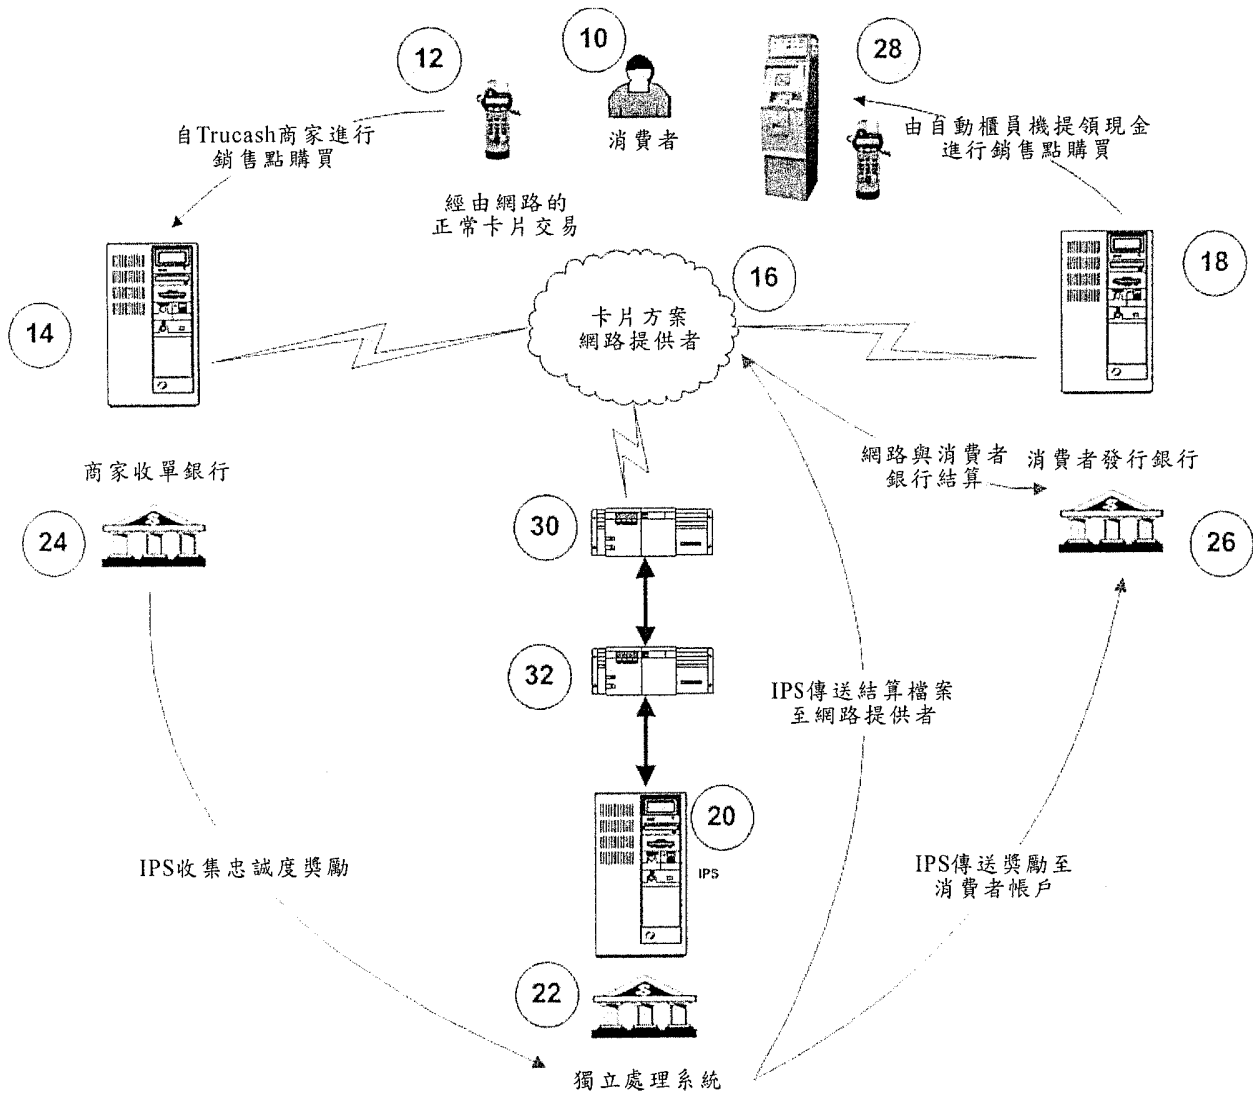 10
12
28
消費者
自Trucash商家進行
銷售點購買
由自動櫃員機提領現金
進行銷售點購買
經由網路的
正常卡片交易
16
18
14
卡片方案
網路提供者
商家收單銀行
網路與消費者
銀行結算
消費者發行銀行
24
30
26
32
IPS傳送結算檔案
至網路提供者
20
IPS
IPS收集忠誠度獎勵
IPS傳送獎勵至
消費者帳戶
22
獨立處理系統